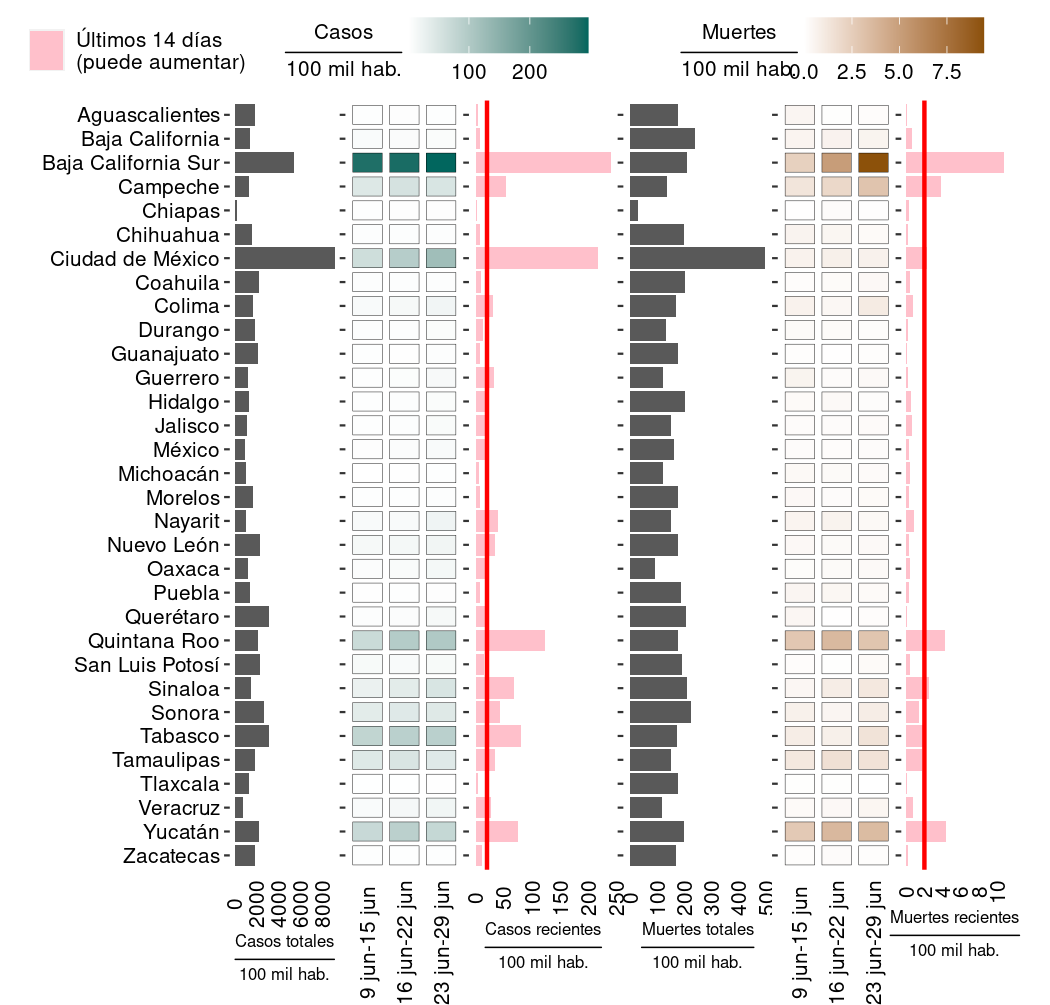 Últimos 14 días
(puede aumentar)
Casos
100 mil hab.
100
200
Muertes
100 mil hab.
0.0
2.5
5.0
7.5
Aguascalientes
Baja California
Baja California Sur
Campeche
Chiapas
Chihuahua
Ciudad de México
Coahuila
Colima
Durango
Guanajuato
Guerrero
Hidalgo
Jalisco
México
Michoacán
Morelos
Nayarit
Nuevo León
Oaxaca
Puebla
Querétaro
Quintana Roo
San Luis Potosí
Sinaloa
Sonora
Tabasco
Tamaulipas
Tlaxcala
Veracruz
Yucatán
Zacatecas
0
2000
4000
6000
8000
Casos totales
100 mil hab.
9 jun-15 jun
16 jun-22 jun
23 jun-29 jun
0
50
100
150
200
250
Casos recientes
100 mil hab.
0
100
200
300
400
500
Muertes totales
100 mil hab.
9 jun-15 jun
16 jun-22 jun
23 jun-29 jun
0
2
4
6
8
10
Muertes recientes
100 mil hab.